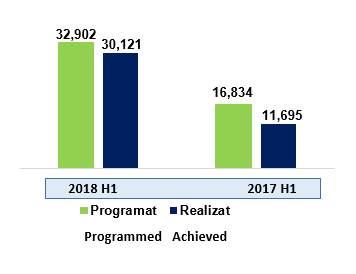 32,902
30,121
16,834
11,695
2018 H1 2017 H1
Programat Realizat
Programmed Achieved